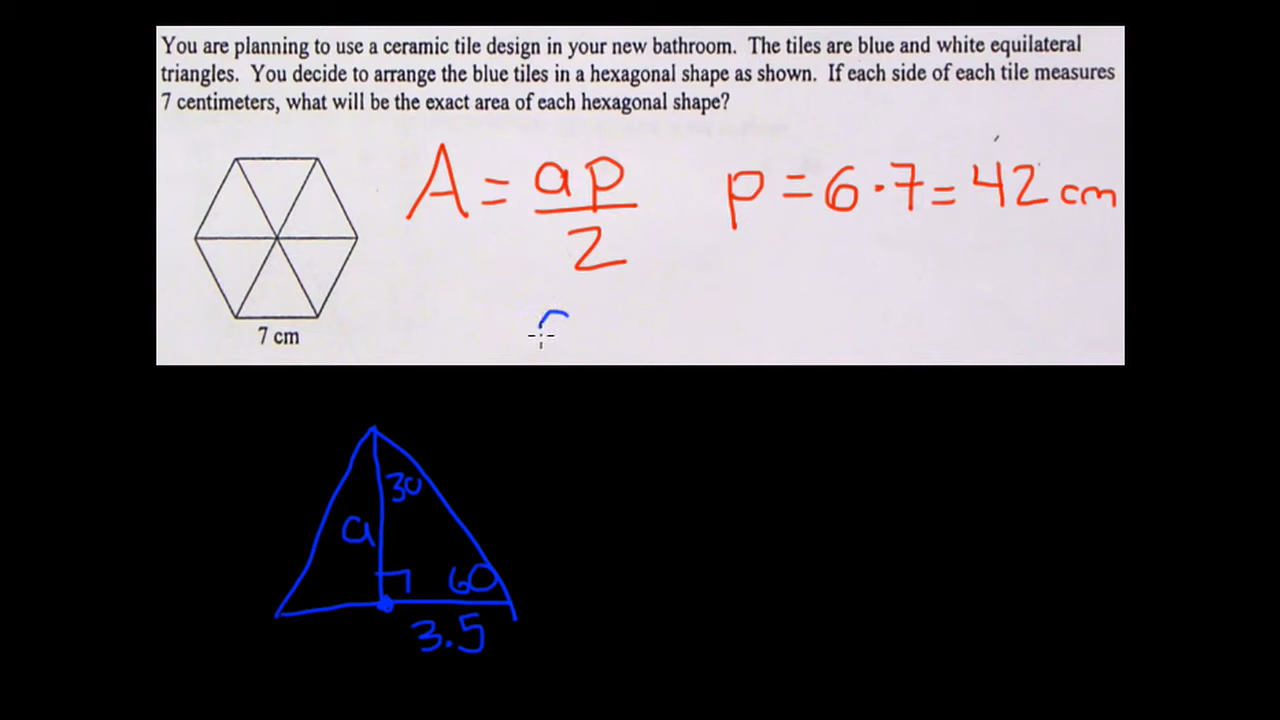 You are planning to use a ceramic tile design in your new bathroom. The tiles are blue and white equilateral
triangles. You decide to arrange the blue tiles in a hexagonal shape as shown. If each side of each tile measures
7 centimeters, what will be the exact area of each hexagonal shape?
A = ap/2
p = 6·7 = 42 cm
7 cm
30
a
60
3.5